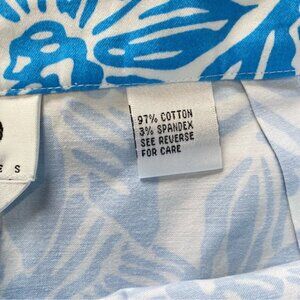 97% COTTON
3% SPANDEX
SEE REVERSE
FOR CARE
E S